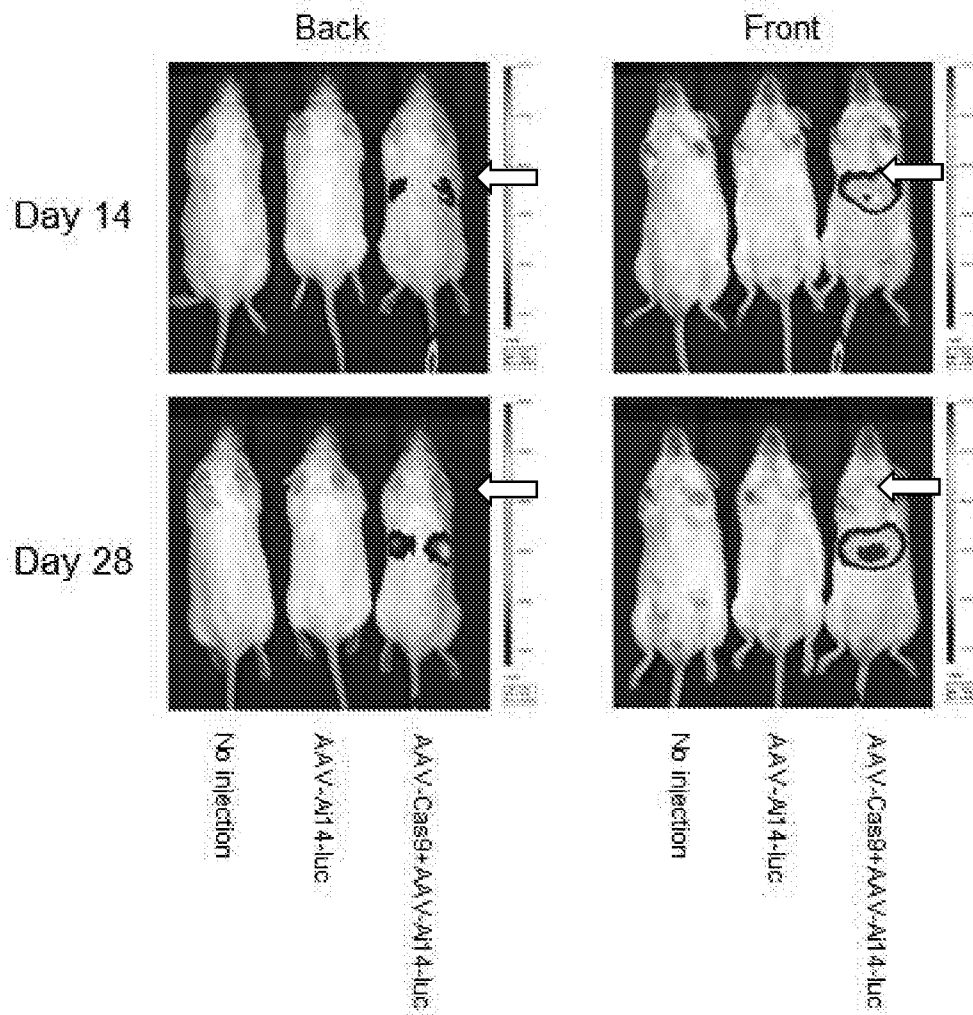 Back
Front
Day 14
Day 28
No injection
AAV-Ai14-luc
AAV-Cas9+AAV-Ai14-luc
No injection
AAV-Ai14-luc
AAV-Cas9+AAV-Ai14-luc